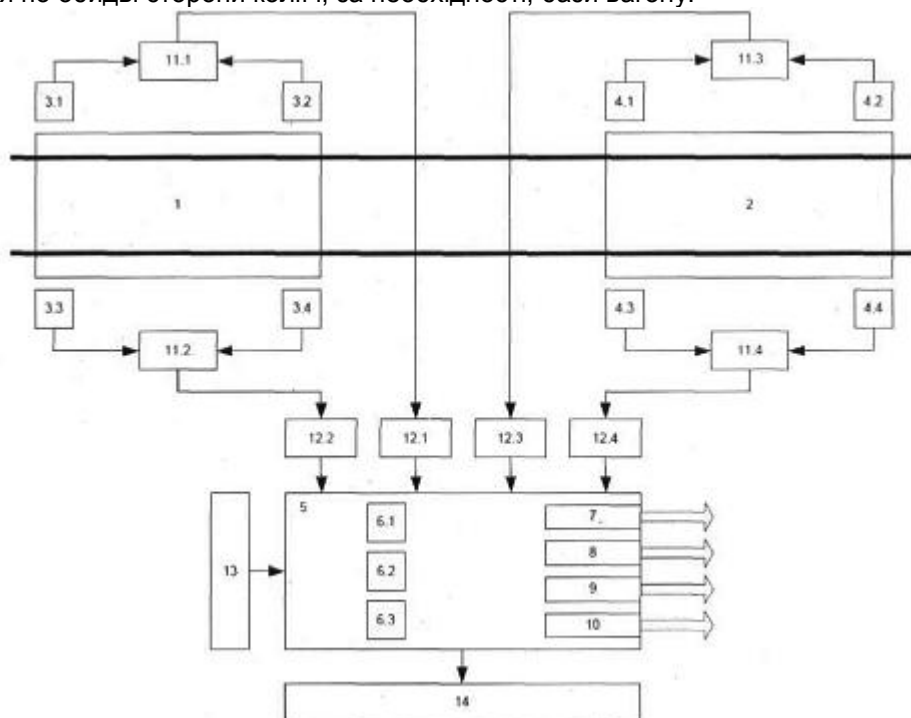 по обидві сторони колії, за необхідності, бази вагону.
11.1 11.3
3.1 3.2 4.1 4.2
1 2
3.3 3.4 4.3 4.4
11.2 11.4
12.2 12.1 12.3 12.4
5 6.1 7
6.2 8
13 9
6.3 10
14